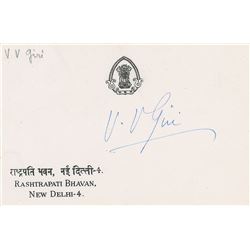 V V Giri
V. V Giri
राष्ट्रपति भवन, नई दिल्ली-4.
RASHTRAPATI BHAVAN,
NEW DELHI-4.